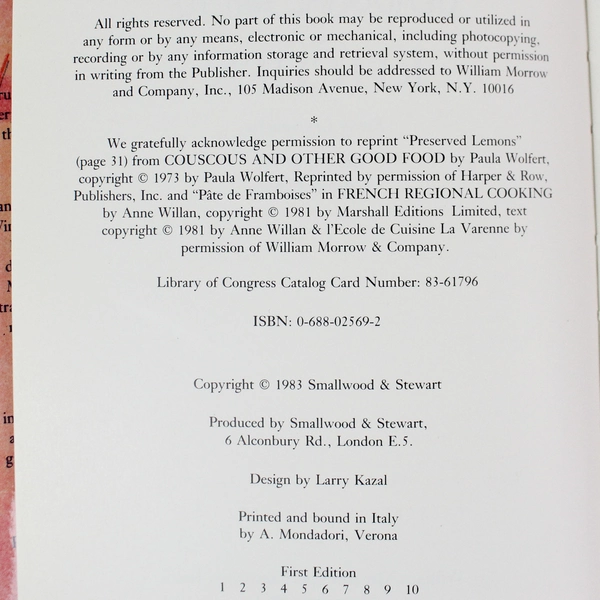 All rights reserved. No part of this book may be reproduced or utilized in
any form or by any means, electronic or mechanical, including photocopying,
recording or by any information storage and retrieval system, without permission
in writing from the Publisher. Inquiries should be addressed to William Morrow
and Company, Inc., 105 Madison Avenue, New York, N.Y. 10016
*
We gratefully acknowledge permission to reprint “Preserved Lemons”
(page 31) from COUSCOUS AND OTHER GOOD FOOD by Paula Wolfert,
copyright © 1973 by Paula Wolfert, Reprinted by permission of Harper & Row,
Publishers, Inc. and “Pâte de Framboises” in FRENCH REGIONAL COOKING
by Anne Willan, copyright © 1981 by Marshall Editions Limited, text
copyright © 1981 by Anne Willan & l'Ecole de Cuisine La Varenne by
permission of William Morrow & Company.
Library of Congress Catalog Card Number: 83-61796
ISBN: 0-688-02569-2
Copyright © 1983 Smallwood & Stewart
Produced by Smallwood & Stewart,
6 Alconbury Rd., London E.5.
Design by Larry Kazal
Printed and bound in Italy
by A. Mondadori, Verona
First Edition
1 2 3 4 5 6 7 8 9 10